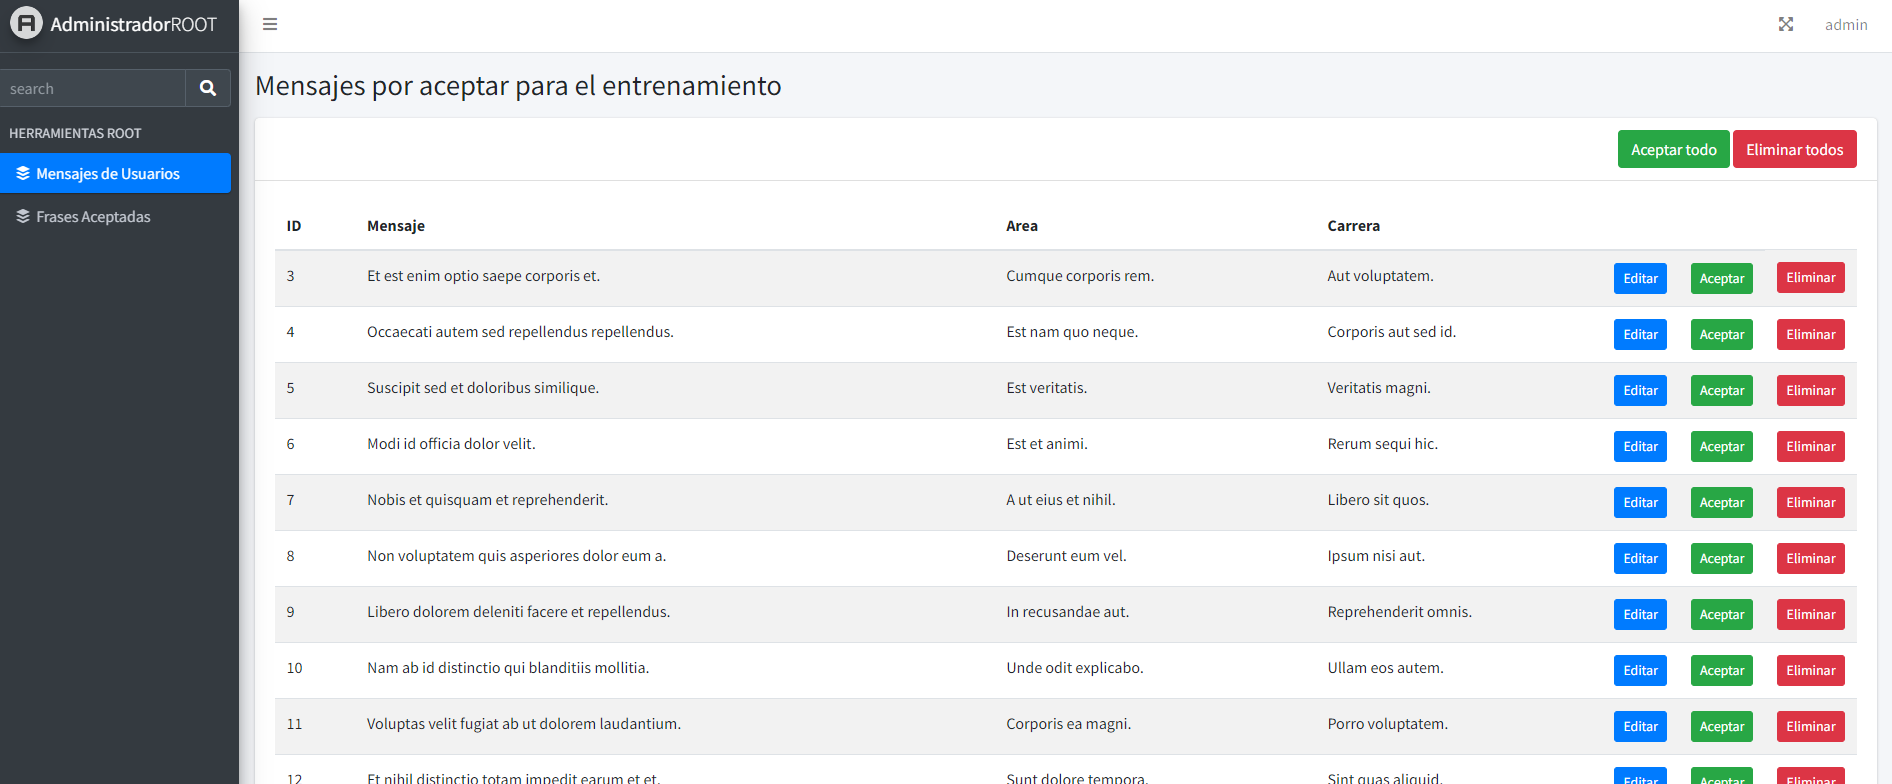 AdministradorROOT
admin
search
HERRAMIENTAS ROOT
Mensajes de Usuarios
Frases Aceptadas
Mensajes por aceptar para el entrenamiento
Aceptar todo Eliminar todos
ID Mensaje Area Carrera
3 Et est enim optio saepe corporis et. Cumque corporis rem. Aut voluptatem. Editar Aceptar Eliminar
4 Occaecati autem sed repellendus repellendus. Est nam quo neque. Corporis aut sed id. Editar Aceptar Eliminar
5 Suscipit sed et doloribus similique. Est veritatis. Veritatis magni. Editar Aceptar Eliminar
6 Modi id officia dolor velit. Est et animi. Rerum sequi hic. Editar Aceptar Eliminar
7 Nobis et quisquam et reprehenderit. A ut eius et nihil. Libero sit quos. Editar Aceptar Eliminar
8 Non voluptatem quis asperiores dolor eum a. Deserunt eum vel. Ipsum nisi aut. Editar Aceptar Eliminar
9 Libero dolorem deleniti facere et repellendus. In recusandae aut. Reprehenderit omnis. Editar Aceptar Eliminar
10 Nam ab id distinctio qui blanditiis mollitia. Unde odit explicabo. Ullam eos autem. Editar Aceptar Eliminar
11 Voluptas velit fugiat ab ut dolorem laudantium. Corporis ea magni. Porro voluptatem. Editar Aceptar Eliminar
12 Et nihil distinctio totam impedit earum et et. Sunt dolore tempora. Sint quas aliquid. Editar Aceptar Eliminar